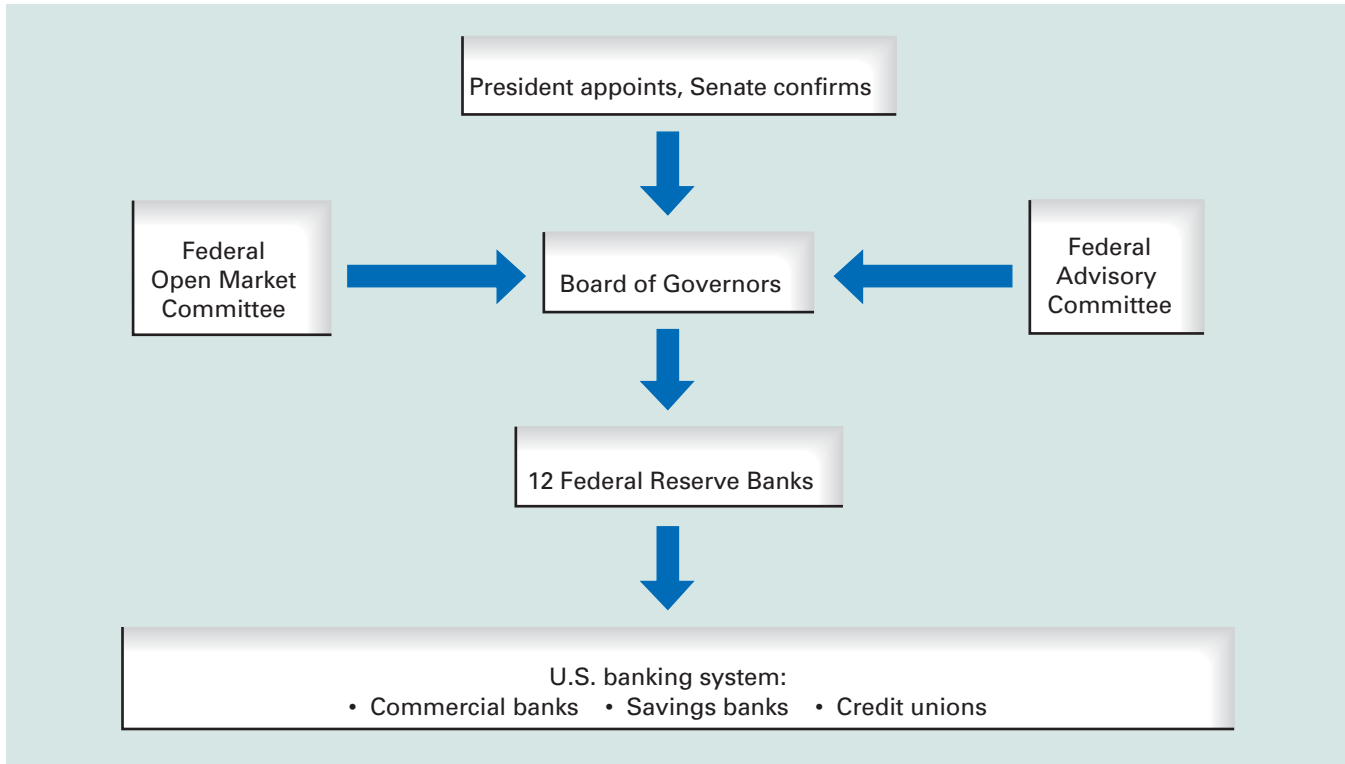 President appoints, Senate confirms
Federal
Open Market
Committee
Board of Governors
Federal
Advisory
Committee
12 Federal Reserve Banks
U.S. banking system:
• Commercial banks • Savings banks • Credit unions